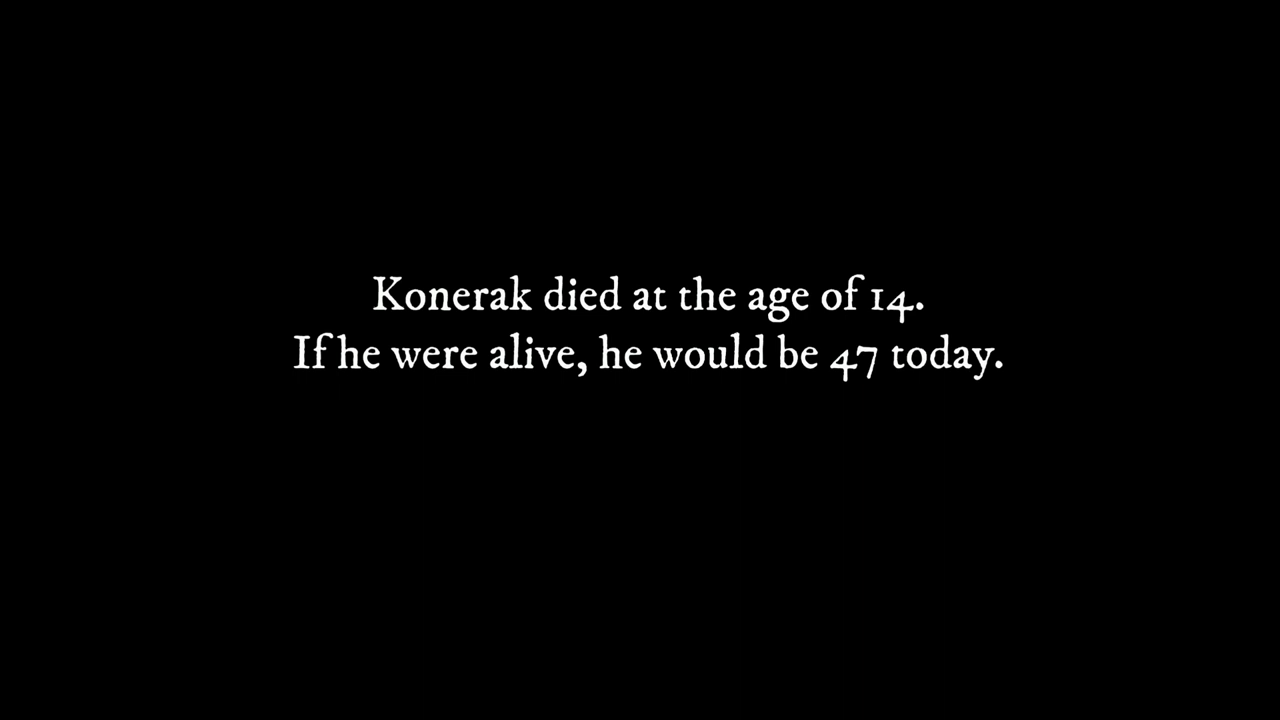 Konerak died at the age of 14.
If he were alive, he would be 47 today.